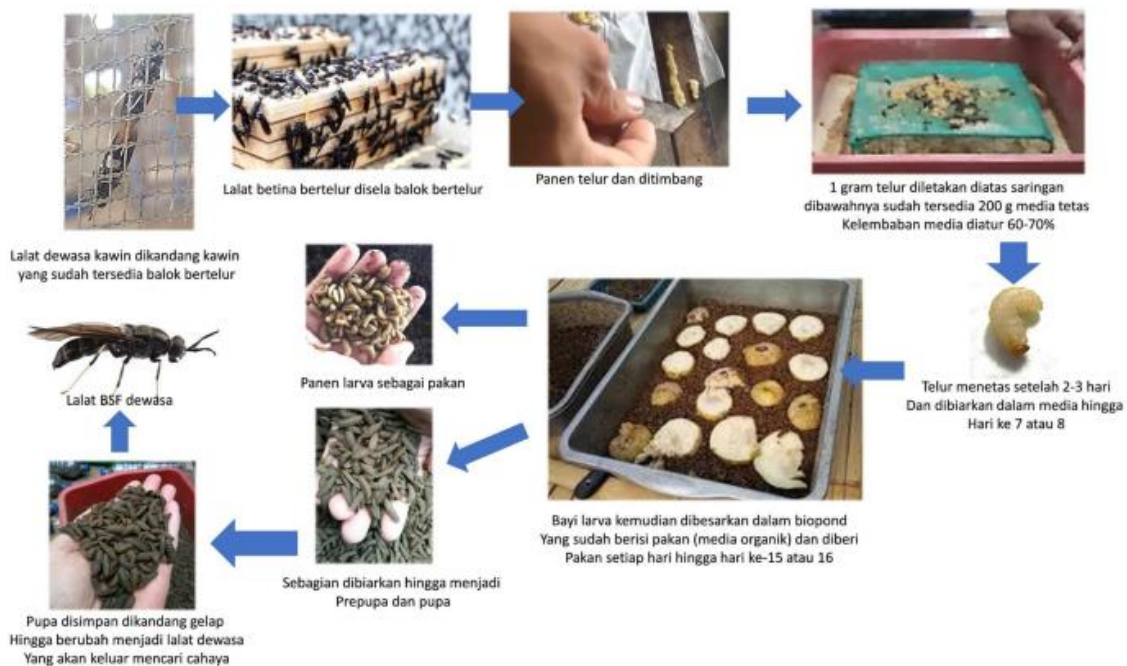 Lalat dewasa kawin dikandang kawin
yang sudah tersedia balok bertelur
Lalat betina bertelur disela balok bertelur
Panen telur dan ditimbang
1 gram telur diletakan diatas saringan
dibawahnya sudah tersedia 200 g media tetas
Kelembaban media diatur 60-70%
Telur menetas setelah 2-3 hari
Dan dibiarkan dalam media hingga
Hari ke 7 atau 8
Bayi larva kemudian dibesarkan dalam biopond
Yang sudah berisi pakan (media organik) dan diberi
Pakan setiap hari hingga hari ke-15 atau 16
Panen larva sebagai pakan
Sebagian dibiarkan hingga menjadi
Prepupa dan pupa
Pupa disimpan dikandang gelap
Hingga berubah menjadi lalat dewasa
Yang akan keluar mencari cahaya
Lalat BSF dewasa